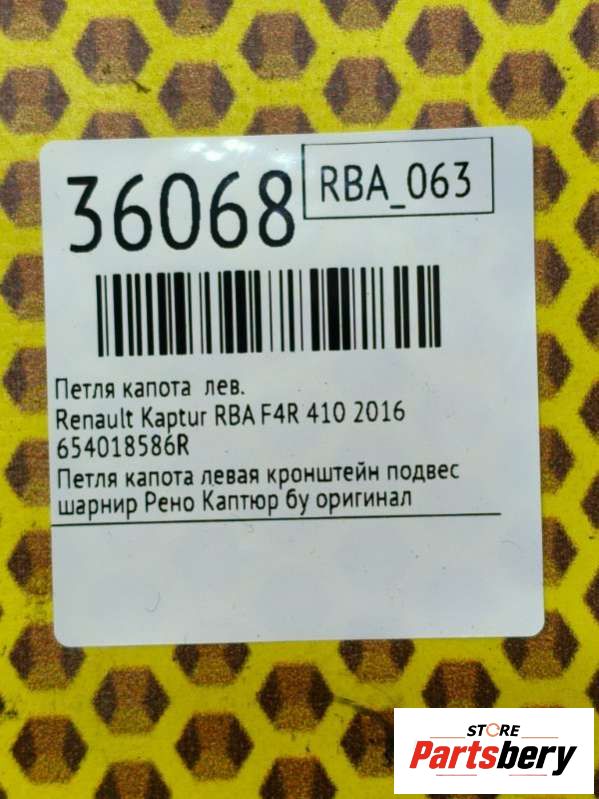 36068
RBA_063
Петля капота лев.
Renault Kaptur RBA F4R 410 2016
654018586R
Петля капота левая кронштейн подвес
шарнир Рено Каптюр бу оригинал
STORE
Partsbery